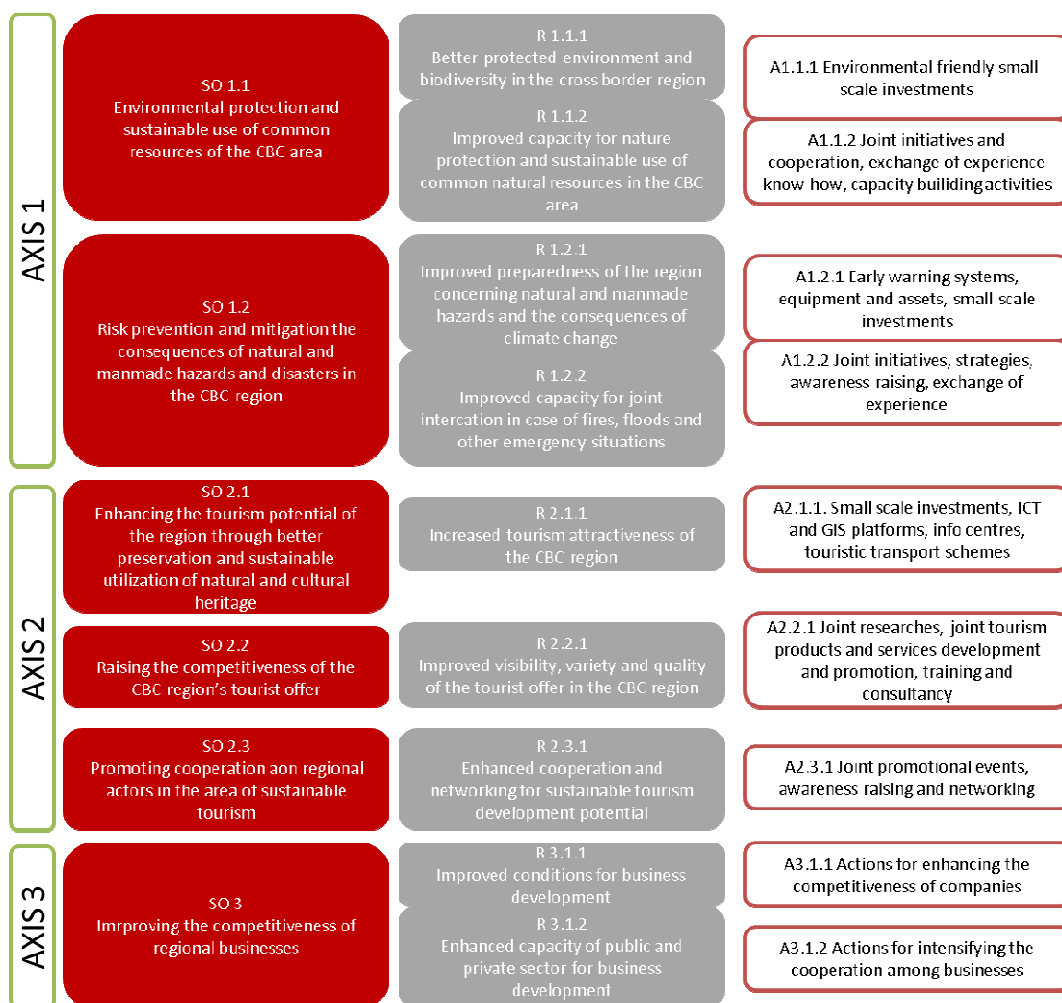 AXIS 1
SO 1.1
Environmental protection and
sustainable use of common
resources of the CBC area
R 1.1.1
Better protected environment and
biodiversity in the cross border region
R 1.1.2
Improved capacity for nature
protection and sustainable use of
common natural resources in the CBC
area
A1.1.1 Environmental friendly small
scale investments
A1.1.2 Joint initiatives and
cooperation, exchange of experience
know how, capacity builiding activities
SO 1.2
Risk prevention and mitigation the
consequences of natural and
manmade hazards and disasters in
the CBC region
R 1.2.1
Improved preparedness of the region
concerning natural and manmade
hazards and the consequences of
climate change
R 1.2.2
Improved capacity for joint
intercation in case of fires, floods and
other emergency situations
A1.2.1 Early warning systems,
equipment and assets, small scale
investments
A1.2.2 Joint initiatives, strategies,
awareness raising, exchange of
experience
AXIS 2
SO 2.1
Enhancing the tourism potential of
the region through better
preservation and sustainable
utilization of natural and cultural
heritage
R 2.1.1
Increased tourism attractiveness of
the CBC region
A2.1.1. Small scale investments, ICT
and GIS platforms, info centres,
touristic transport schemes
SO 2.2
Raising the competitiveness of the
CBC region's tourist offer
R 2.2.1
Improved visibility, variety and quality
of the tourist offer in the CBC region
A2.2.1 Joint researches, joint tourism
products and services development
and promotion, training and
consultancy
SO 2.3
Promoting cooperation aon regional
actors in the area of sustainable
tourism
R 2.3.1
Enhanced cooperation and
networking for sustainable tourism
development potential
A2.3.1 Joint promotional events,
awareness raising and networking
AXIS 3
SO 3
Imrproving the competitiveness of
regional businesses
R 3.1.1
Improved conditions for business
development
R 3.1.2
Enhanced capacity of public and
private sector for business
development
A3.1.1 Actions for enhancing the
competitiveness of companies
A3.1.2 Actions for intensifying the
cooperation among businesses